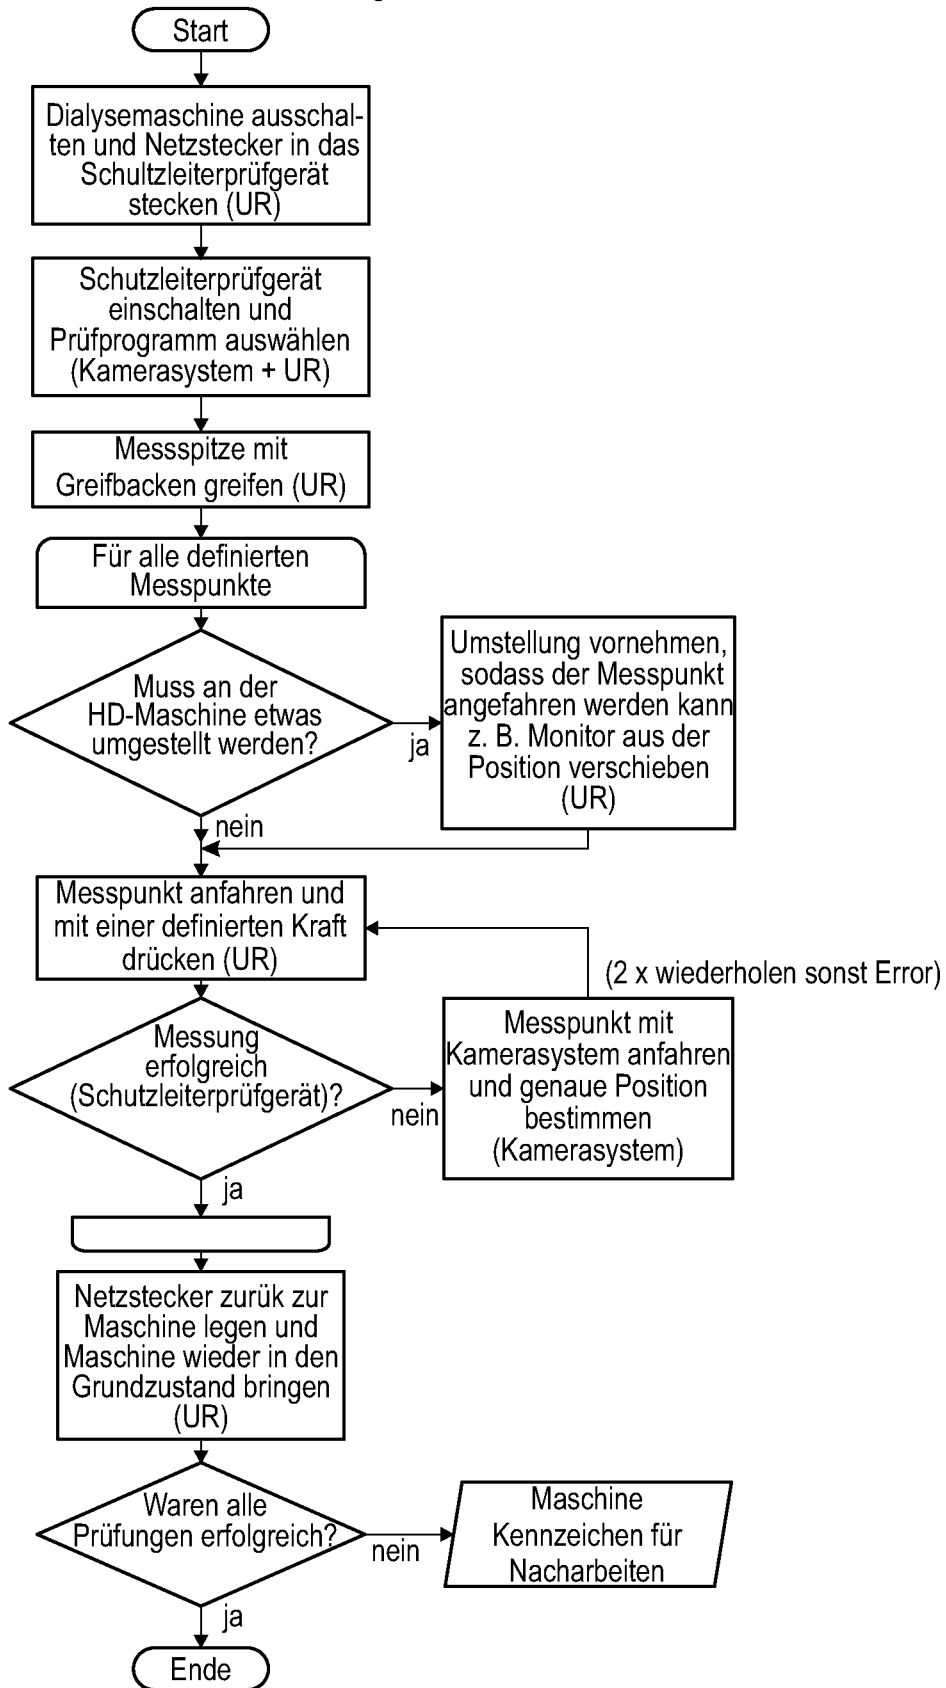 Start
Dialysemaschine ausschal-
ten und Netzstecker in das
Schultzleiterprüfgerät
stecken (UR)
Schutzleiterprüfgerät
einschalten und
Prüfprogramm auswählen
(Kamerasystem + UR)
Messspitze mit
Greifbacken greifen (UR)
Für alle definierten
Messpunkte
Muss an der
HD-Maschine etwas
umgestellt werden?
ja
Umstellung vornehmen,
sodass der Messpunkt
angefahren werden kann
z. B. Monitor aus der
Position verschieben
(UR)
nein
Messpunkt anfahren und
mit einer definierten Kraft
drücken (UR)
(2 x wiederholen sonst Error)
Messung
erfolgreich
(Schutzleiterprüfgerät)?
nein
Messpunkt mit
Kamerasystem anfahren
und genaue Position
bestimmen
(Kamerasystem)
ja
Netzstecker zurük zur
Maschine legen und
Maschine wieder in den
Grundzustand bringen
(UR)
Waren alle
Prüfungen erfolgreich?
nein
Maschine
Kennzeichen für
Nacharbeiten
ja
Ende